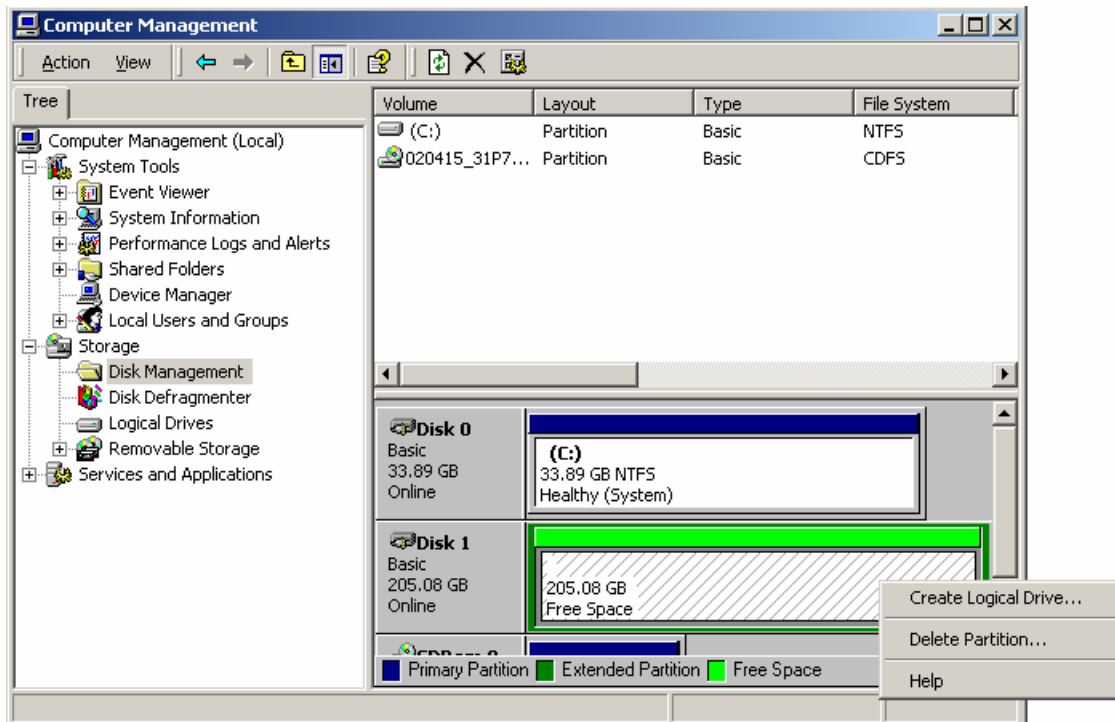 Computer Management
Action View
Tree
Volume Layout Type File System
(C:) Partition Basic NTFS
020415_31P7... Partition Basic CDFS
Computer Management (Local)
System Tools
Event Viewer
System Information
Performance Logs and Alerts
Shared Folders
Device Manager
Local Users and Groups
Storage
Disk Management
Disk Defragmenter
Logical Drives
Removable Storage
Services and Applications
Disk 0
Basic
33.89 GB
Online
(C:)
33.89 GB NTFS
Healthy (System)
Disk 1
Basic
205.08 GB
Online
205.08 GB
Free Space
Primary Partition Extended Partition Free Space
Create Logical Drive...
Delete Partition...
Help